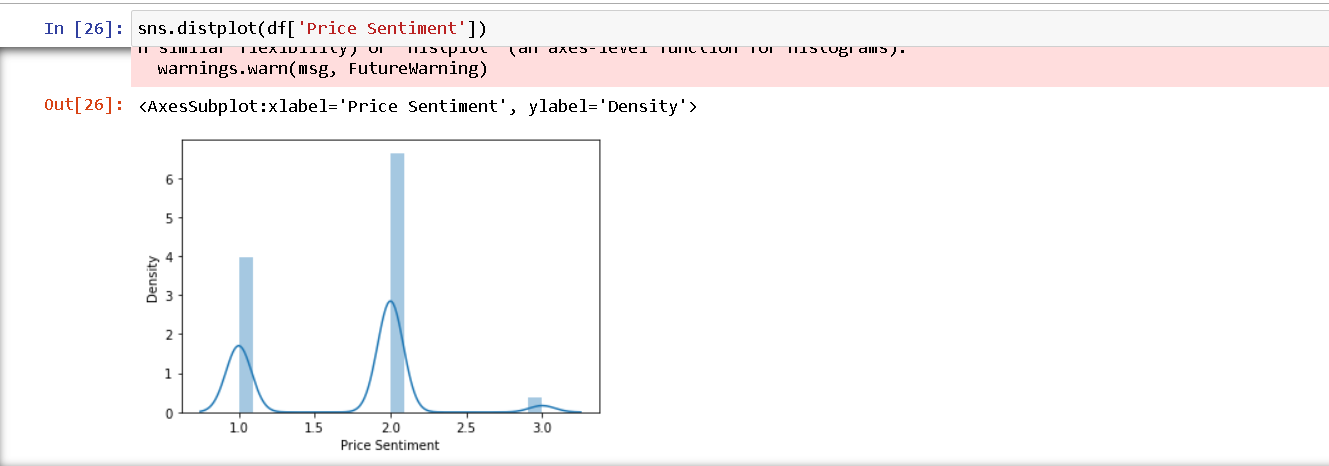 In [26]: sns.distplot(df['Price Sentiment'])
n similar flexibility) or `histplot` (an axes-level function for histograms).
warnings.warn(msg, FutureWarning)
Out[26]: <AxesSubplot:xlabel='Price Sentiment', ylabel='Density'>
6
5
4
3
2
1
0
Density
1.0 1.5 2.0 2.5 3.0
Price Sentiment